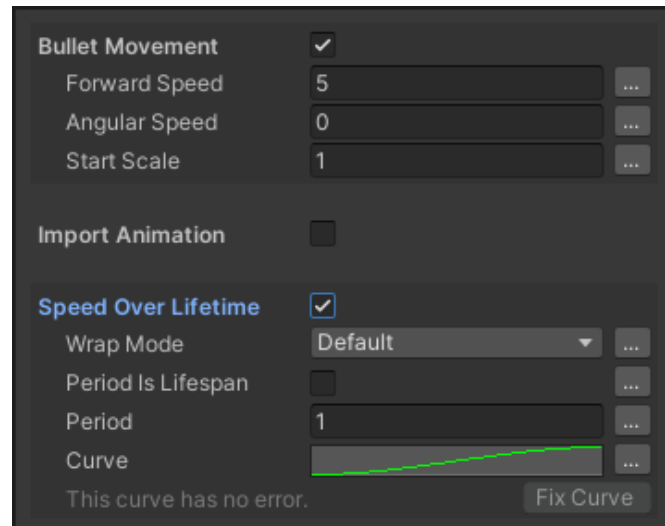 Bullet Movement
Forward Speed 5 ...
Angular Speed 0 ...
Start Scale 1 ...
Import Animation
Speed Over Lifetime
Wrap Mode Default ...
Period Is Lifespan ...
Period 1 ...
Curve ...
This curve has no error. Fix Curve